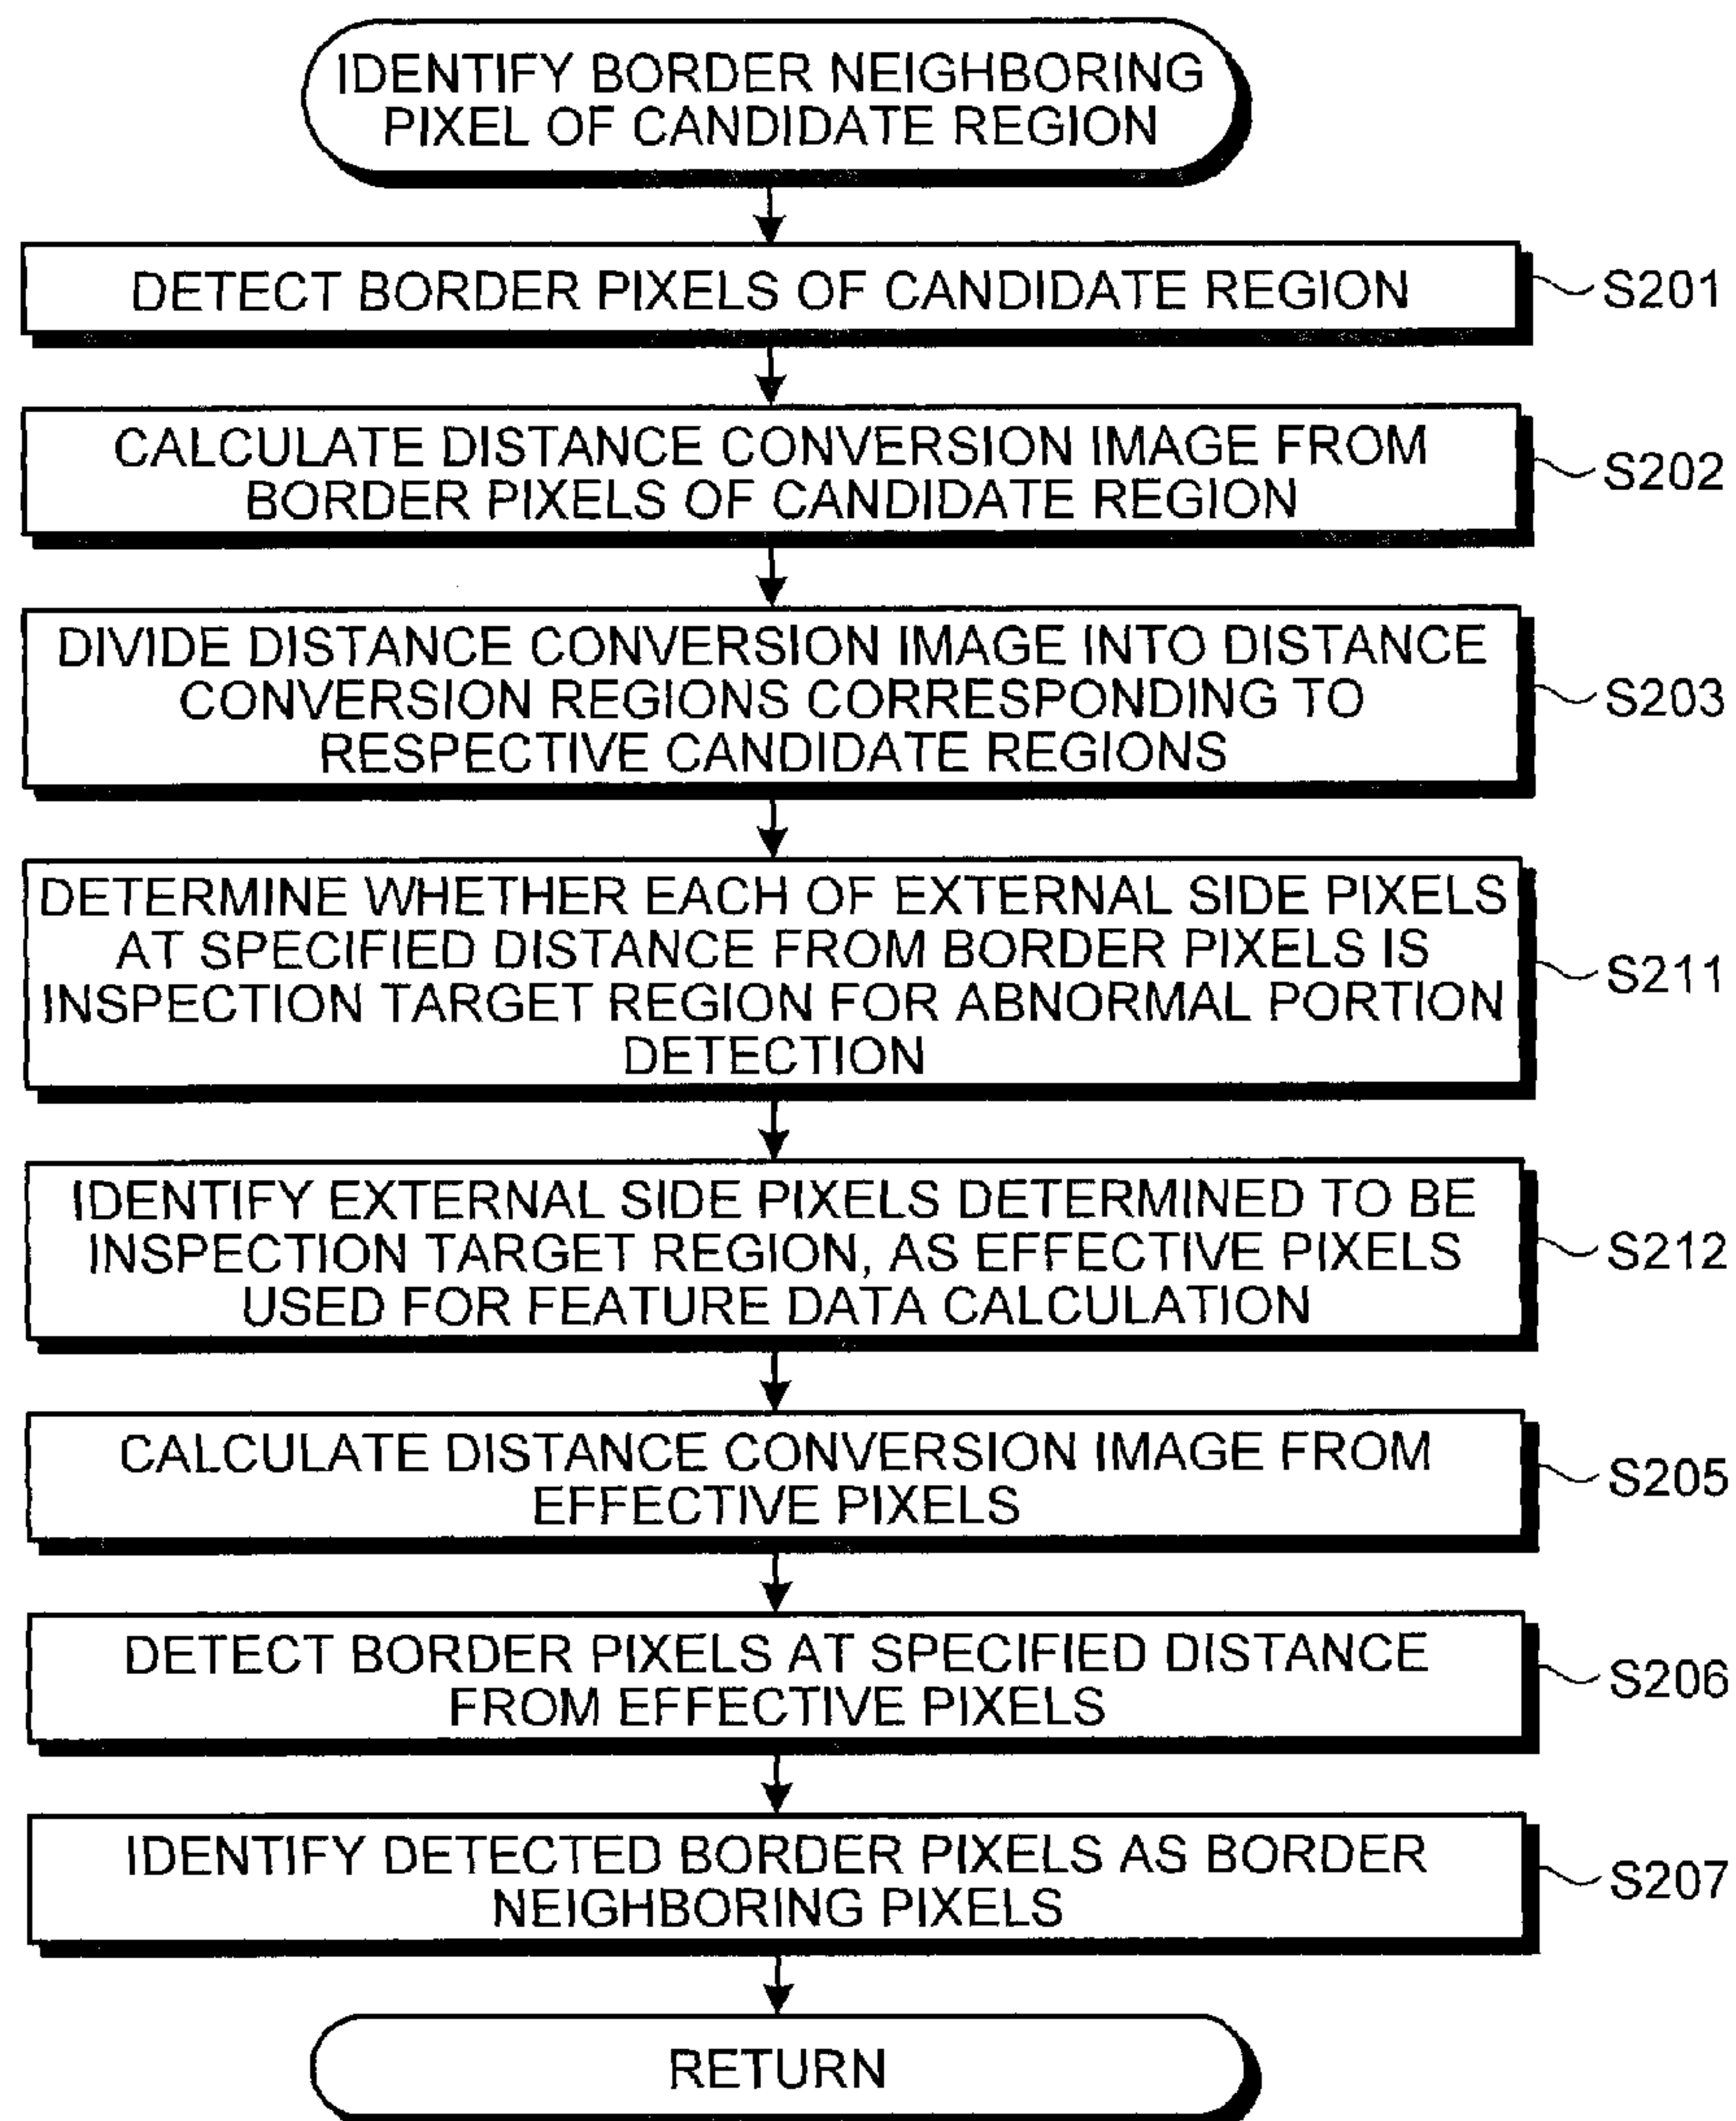 IDENTIFY BORDER NEIGHBORING
PIXEL OF CANDIDATE REGION
DETECT BORDER PIXELS OF CANDIDATE REGION
S201
CALCULATE DISTANCE CONVERSION IMAGE FROM
BORDER PIXELS OF CANDIDATE REGION
S202
DIVIDE DISTANCE CONVERSION IMAGE INTO DISTANCE
CONVERSION REGIONS CORRESPONDING TO
RESPECTIVE CANDIDATE REGIONS
S203
DETERMINE WHETHER EACH OF EXTERNAL SIDE PIXELS
AT SPECIFIED DISTANCE FROM BORDER PIXELS IS
INSPECTION TARGET REGION FOR ABNORMAL PORTION
DETECTION
S211
IDENTIFY EXTERNAL SIDE PIXELS DETERMINED TO BE
INSPECTION TARGET REGION, AS EFFECTIVE PIXELS
USED FOR FEATURE DATA CALCULATION
S212
CALCULATE DISTANCE CONVERSION IMAGE FROM
EFFECTIVE PIXELS
S205
DETECT BORDER PIXELS AT SPECIFIED DISTANCE
FROM EFFECTIVE PIXELS
S206
IDENTIFY DETECTED BORDER PIXELS AS BORDER
NEIGHBORING PIXELS
S207
RETURN